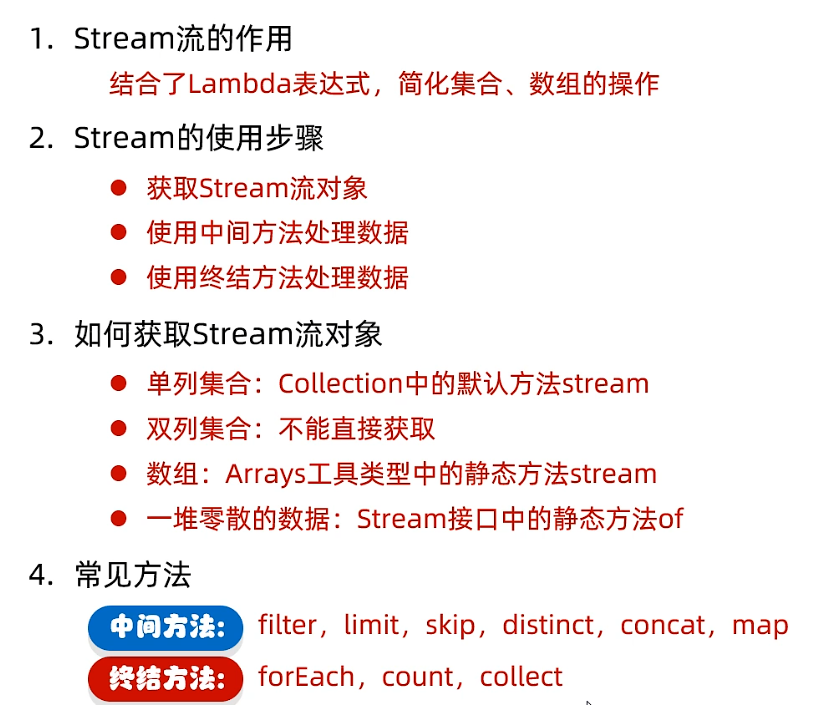 1. Stream流的作用
结合了Lambda表达式，简化集合、数组的操作
2. Stream的使用步骤
● 获取Stream流对象
● 使用中间方法处理数据
● 使用终结方法处理数据
3. 如何获取Stream流对象
● 单列集合：Collection中的默认方法stream
● 双列集合：不能直接获取
● 数组：Arrays工具类型中的静态方法stream
● 一堆零散的数据：Stream接口中的静态方法of
4. 常见方法
中间方法： filter，limit，skip，distinct，concat，map
终结方法： forEach，count，collect